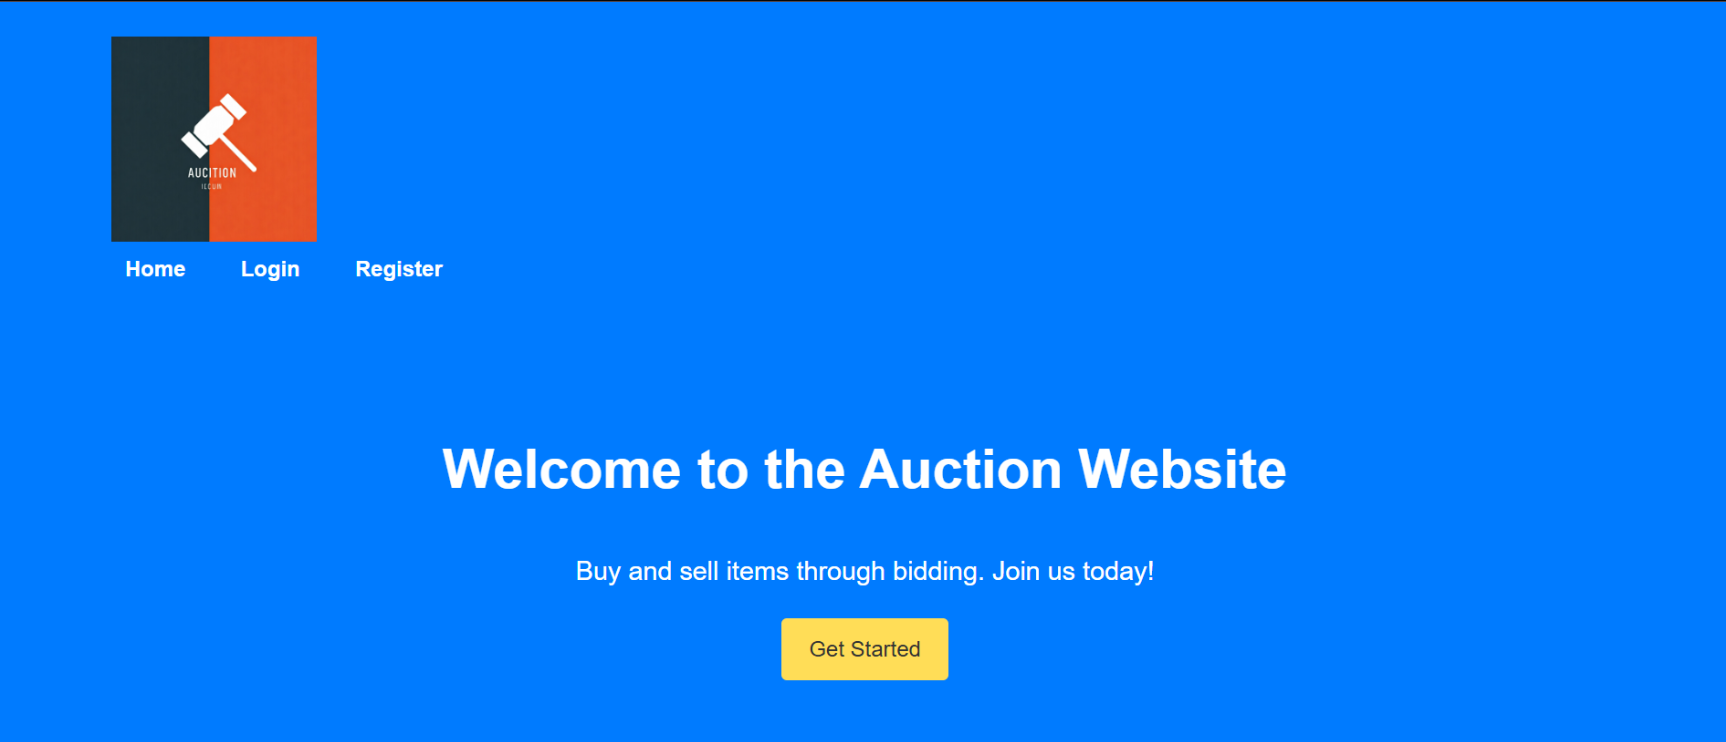 AUCITION
Home Login Register
Welcome to the Auction Website
Buy and sell items through bidding. Join us today!
Get Started